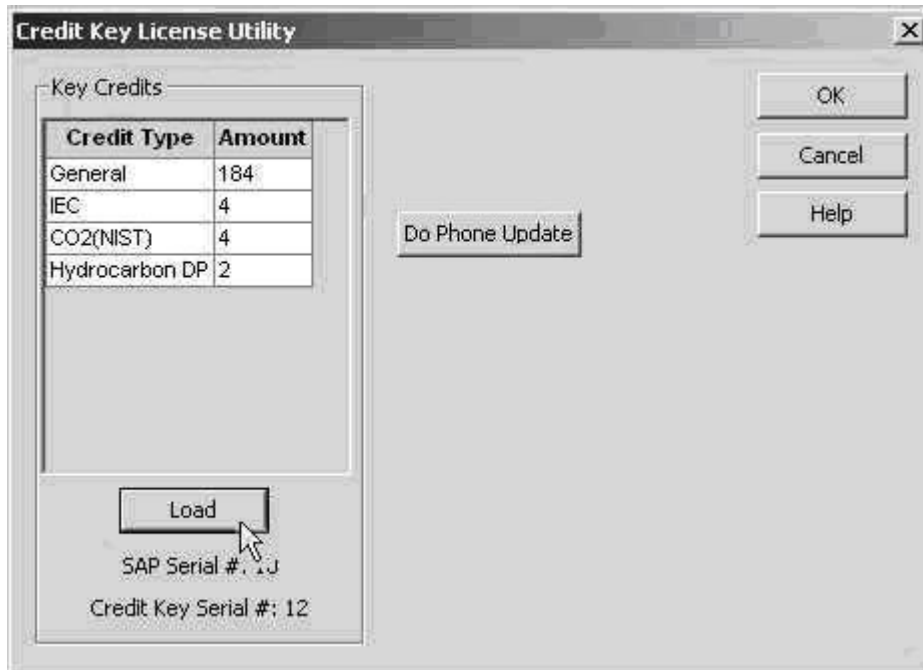 Credit Key License Utility
Key Credits
Credit Type Amount
General 184
IEC 4
CO2(NIST) 4
Hydrocarbon DP 2
Load
SAP Serial #:
Credit Key Serial #: 12
Do Phone Update
OK
Cancel
Help